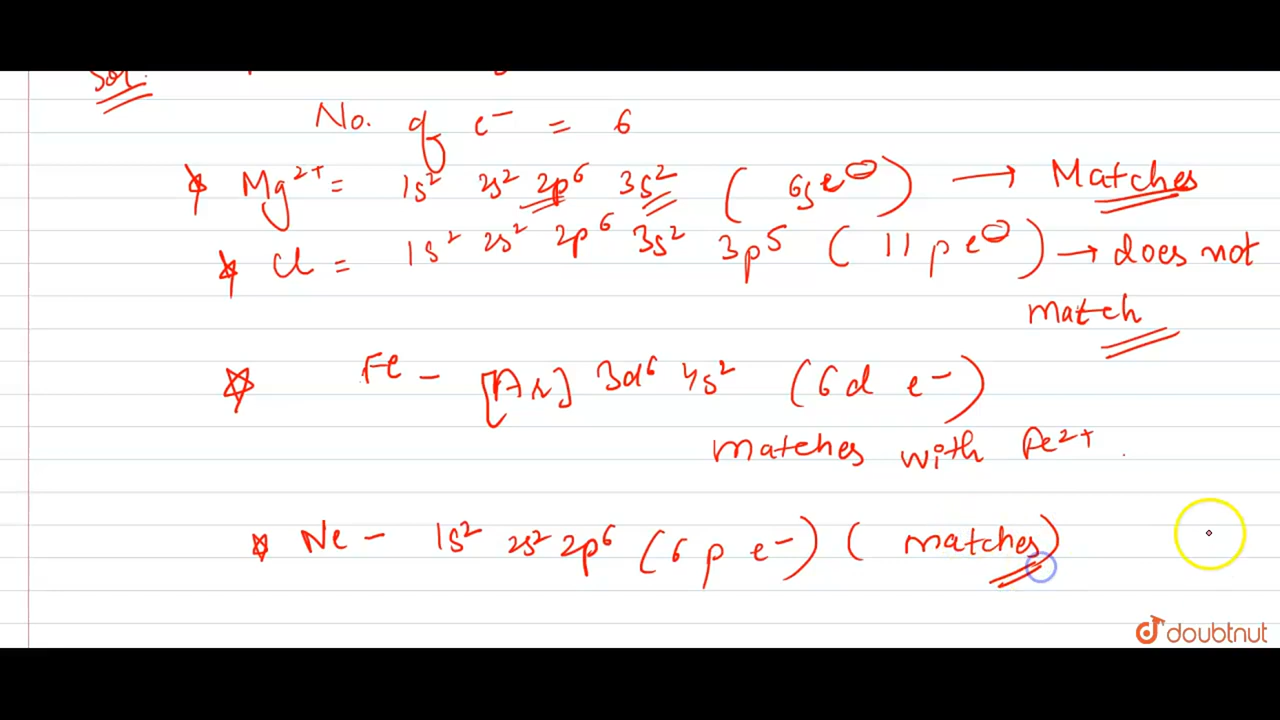 Sol.
No. of e⁻ = 6
Mg²⁺ = 1s² 2s² 2p⁶ 3s² ( 6s e⊖ ) → Matches
Cl = 1s² 2s² 2p⁶ 3s² 3p⁵ ( 11 p e⊖ ) → does not
match
Fe - [Ar] 3d⁶ 4s² (6 d e⁻)
matches with Fe²⁺.
Ne - 1s² 2s² 2p⁶ (6 p e⁻) ( matches)
doubtnut